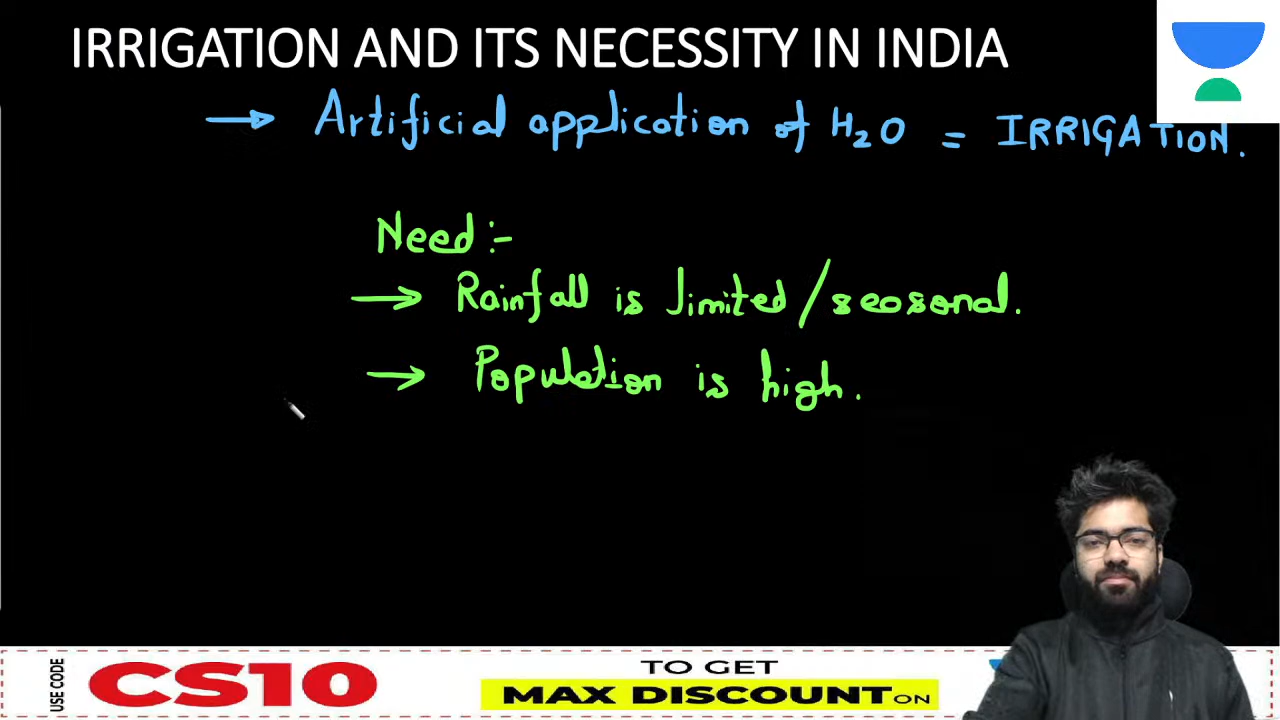 IRRIGATION AND ITS NECESSITY IN INDIA
→ Artificial application of H₂O = IRRIGATION.
Need :-
→ Rainfall is limited/seasonal.
→ Population is high.
USE CODE
CS10
TO GET
MAX DISCOUNT ON